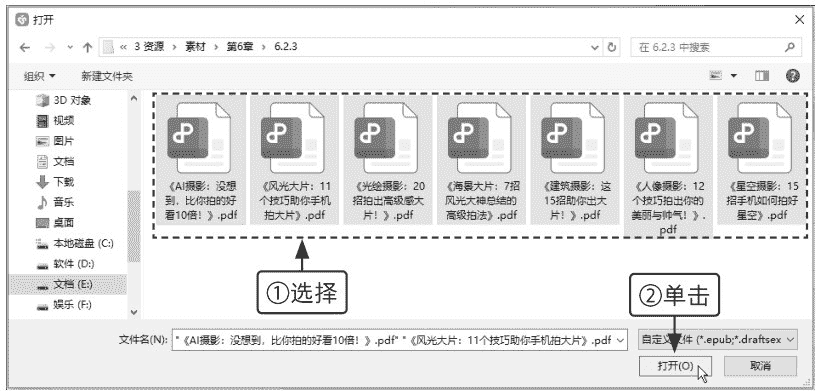 打开
« 3 资源 › 素材 › 第6章 › 6.2.3
在 6.2.3 中搜索
组织 新建文件夹
3D 对象
视频
图片
文档
下载
音乐
桌面
本地磁盘 (C:)
软件 (D:)
文档 (E:)
娱乐 (F:)
《AI摄影：没想
到，比你拍的好
看10倍！》.pdf
《风光大片：11
个技巧助你手机
拍大片》.pdf
《光绘摄影：20
招拍出高级感大
片！》.pdf
《海景大片：7招
风光大神总结的
高级拍法》.pdf
《建筑摄影：这
15招助你出大
片！》.pdf
《人像摄影：12
个技巧拍出你的
美丽与帅气！》.
pdf
《星空摄影：15
招手机如何拍好
星空》.pdf
①选择
②单击
文件名(N): "《AI摄影：没想到，比你拍的好看10倍！》.pdf" "《风光大片：11个技巧助你手机拍大片》.pdf
自定义文件 (*.epub;*.draftsex
打开(O)
取消